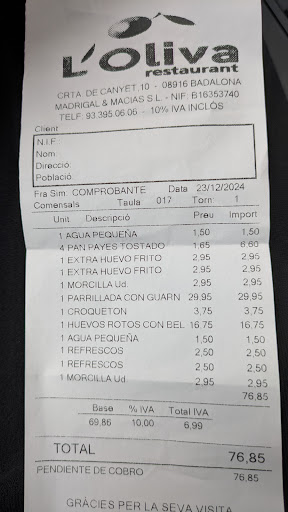 L'Oliva
restaurant
CRTA. DE CANYET, 10 - 08916 BADALONA
MADRIGAL & MACIAS S.L. - NIF: B16353740
TELF: 93.395.06.06 - 10% IVA INCLÓS
Client
N.I.F.:
Nom:
Direcció:
Població:
Fra Sim. COMPROBANTE Data 23/12/2024
Comensals Taula 017 Torn: 1
Unit Descripció Preu Import
1 AGUA PEQUEÑA 1,50 1,50
4 PAN PAYES TOSTADO 1,65 6,60
1 EXTRA HUEVO FRITO 2,95 2,95
1 EXTRA HUEVO FRITO 2,95 2,95
1 MORCILLA Ud. 2,95 2,95
1 PARRILLADA CON GUARN 29,95 29,95
1 CROQUETON 3,75 3,75
1 HUEVOS ROTOS CON BEL 16,75 16,75
1 AGUA PEQUEÑA 1,50 1,50
1 REFRESCOS 2,50 2,50
1 REFRESCOS 2,50 2,50
1 MORCILLA Ud. 2,95 2,95
76,85
Base % IVA Total IVA
69,86 10,00 6,99
TOTAL 76,85
PENDIENTE DE COBRO 76,85
GRÀCIES PER LA SEVA VISITA